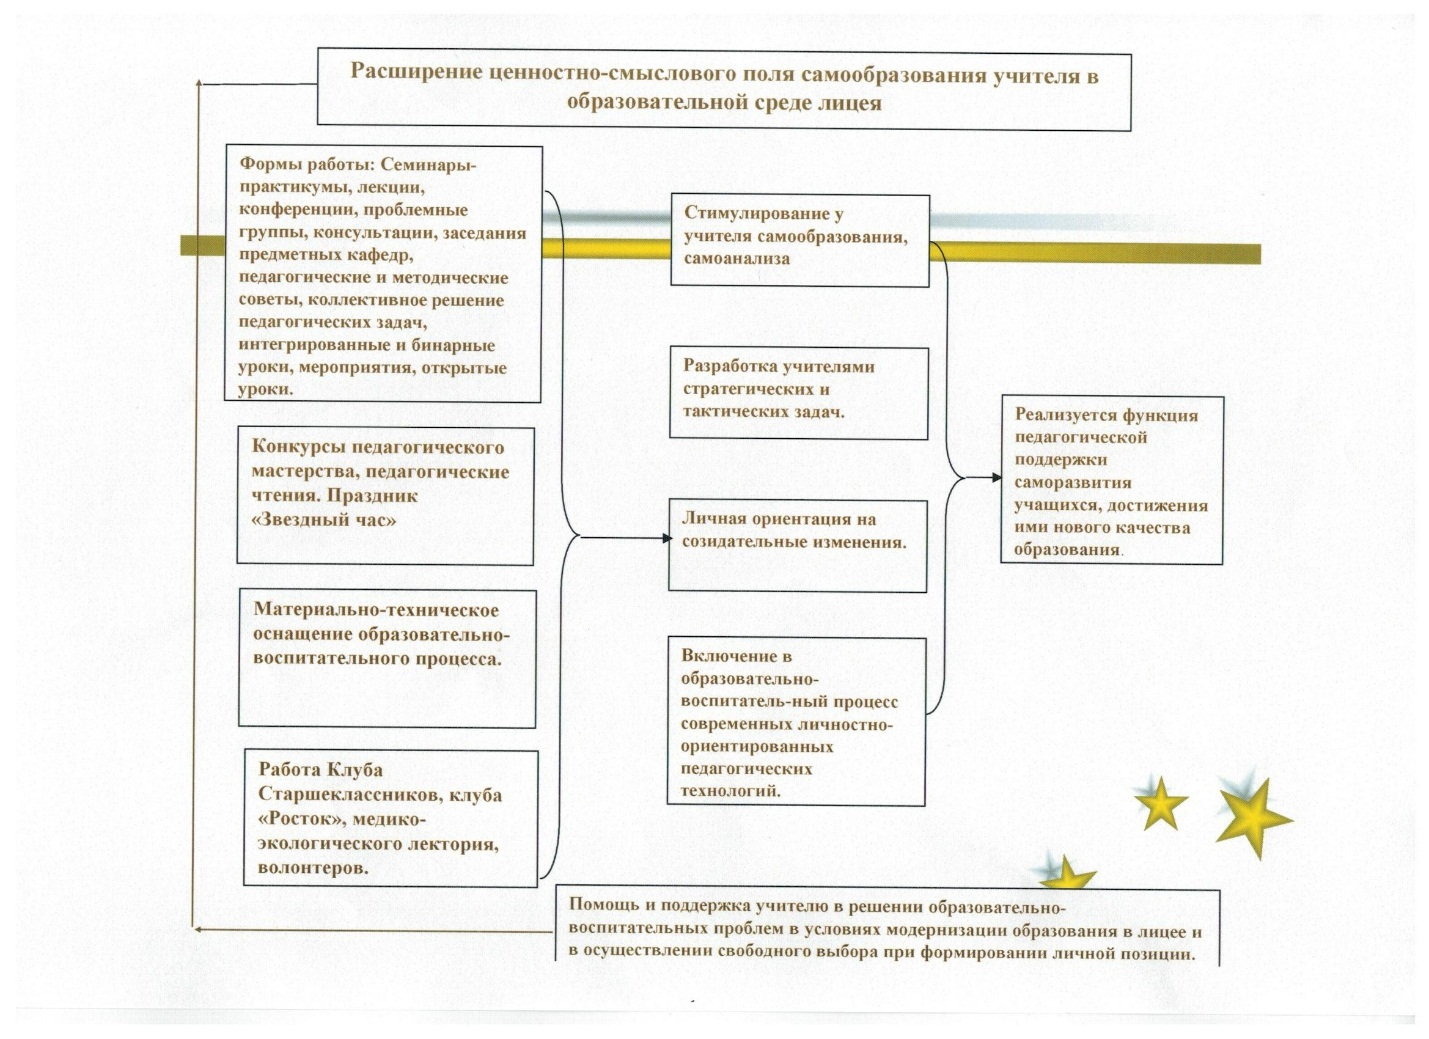 Расширение ценностно-смыслового поля самообразования учителя в
образовательной среде лицея
Формы работы: Семинары-
практикумы, лекции,
конференции, проблемные
группы, консультации, заседания
предметных кафедр,
педагогические и методические
советы, коллективное решение
педагогических задач,
интегрированные и бинарные
уроки, мероприятия, открытые
уроки.
Конкурсы педагогического
мастерства, педагогические
чтения. Праздник
«Звездный час»
Материально-техническое
оснащение образовательно-
воспитательного процесса.
Работа Клуба
Старшеклассников, клуба
«Росток», медико-
экологического лектория,
волонтеров.
Стимулирование у
учителя самообразования,
самоанализа
Разработка учителями
стратегических и
тактических задач.
Личная ориентация на
созидательные изменения.
Включение в
образовательно-
воспитатель-ный процесс
современных личностно-
ориентированных
педагогических
технологий.
Реализуется функция
педагогической
поддержки
саморазвития
учащихся, достижения
ими нового качества
образования.
Помощь и поддержка учителю в решении образовательно-
воспитательных проблем в условиях модернизации образования в лицее и
в осуществлении свободного выбора при формировании личной позиции.